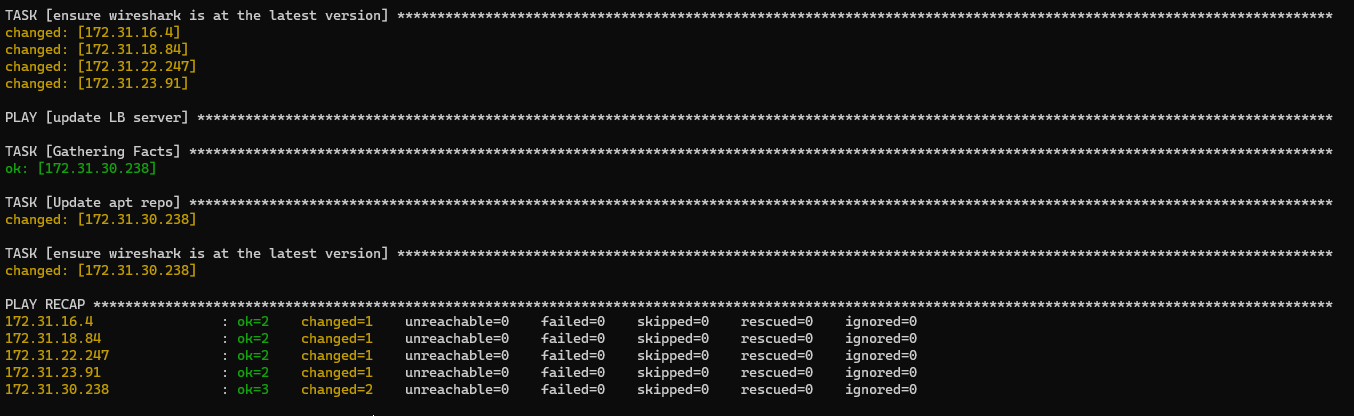 TASK [ensure wireshark is at the latest version] *********************************************************************************************************************
changed: [172.31.16.4]
changed: [172.31.18.84]
changed: [172.31.22.247]
changed: [172.31.23.91]
PLAY [update LB server] **********************************************************************************************************************************************
TASK [Gathering Facts] ***********************************************************************************************************************************************
ok: [172.31.30.238]
TASK [Update apt repo] ***********************************************************************************************************************************************
changed: [172.31.30.238]
TASK [ensure wireshark is at the latest version] *********************************************************************************************************************
changed: [172.31.30.238]
PLAY RECAP ***********************************************************************************************************************************************************
172.31.16.4                : ok=2    changed=1    unreachable=0    failed=0    skipped=0    rescued=0    ignored=0
172.31.18.84               : ok=2    changed=1    unreachable=0    failed=0    skipped=0    rescued=0    ignored=0
172.31.22.247              : ok=2    changed=1    unreachable=0    failed=0    skipped=0    rescued=0    ignored=0
172.31.23.91               : ok=2    changed=1    unreachable=0    failed=0    skipped=0    rescued=0    ignored=0
172.31.30.238              : ok=3    changed=2    unreachable=0    failed=0    skipped=0    rescued=0    ignored=0